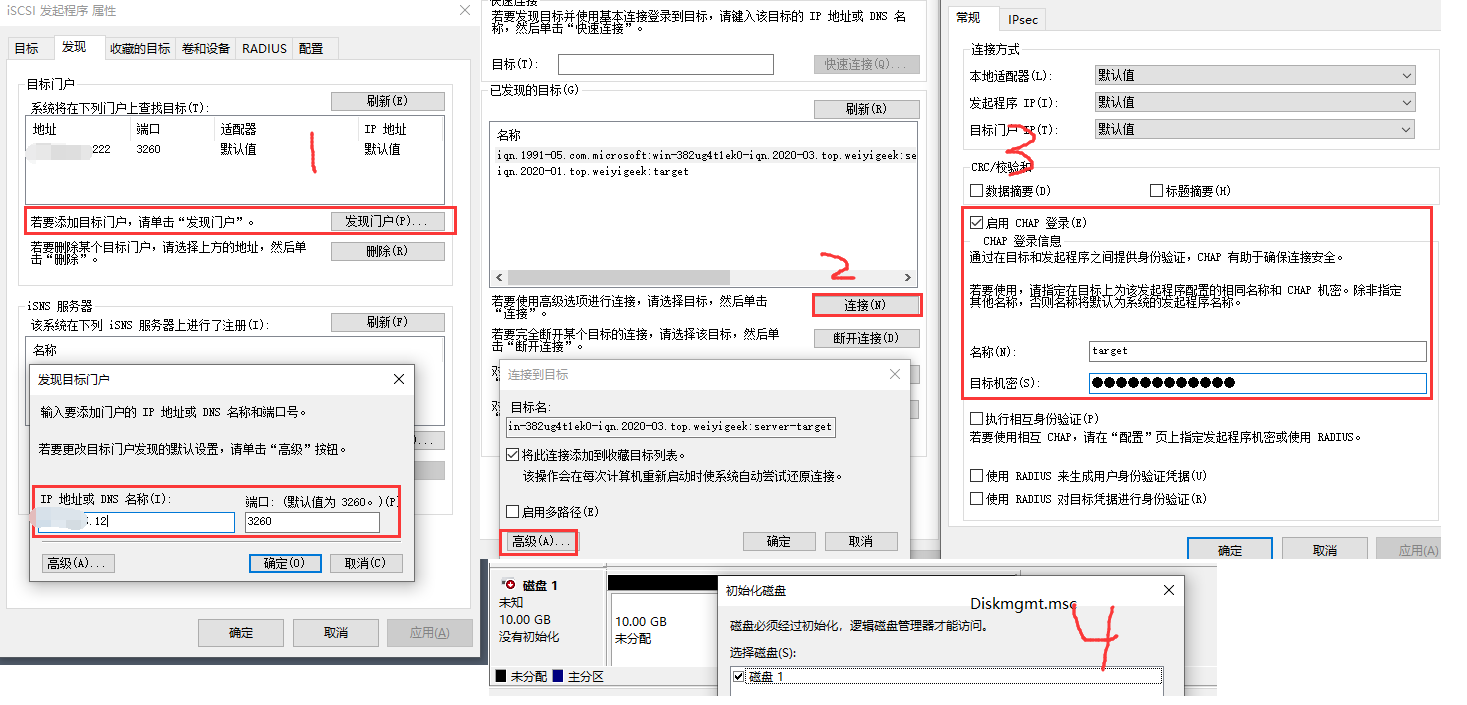 iSCSI 发起程序 属性
目标 发现 收藏的目标 卷和设备 RADIUS 配置
目标门户
系统将在下列门户上查找目标(T):
刷新(E)
地址 端口 适配器 IP 地址
222 3260 默认值 默认值
1
若要添加目标门户，请单击“发现门户”。
发现门户(P)...
若要删除某个目标门户，请选择上方的地址，然后单
击“删除”。
删除(R)
iSNS 服务器
该系统在下列 iSNS 服务器上进行了注册(I):
刷新(F)
名称
发现目标门户
输入要添加门户的 IP 地址或 DNS 名称和端口号。
若要更改目标门户发现的默认设置，请单击“高级”按钮。
IP 地址或 DNS 名称(I):
端口: (默认值为 3260。)(P)
.12
3260
高级(A)...
确定(O)
取消(C)
确定
取消
应用(A)
快速连接
若要发现目标并使用基本连接登录到目标，请键入该目标的 IP 地址或 DNS 名
称，然后单击“快速连接”。
目标(T):
快速连接(Q)...
已发现的目标(G)
刷新(R)
名称
iqn.1991-05.com.microsoft:win-382ug4t1ek0-iqn.2020-03.top.weiyigeek:se
iqn.2020-01.top.weiyigeek:target
2
若要使用高级选项进行连接，请选择目标，然后单击
“连接”。
连接(N)
若要完全断开某个目标的连接，请选择该目标，然后单
击“断开连接”。
断开连接(D)
连接到目标
目标名:
in-382ug4t1ek0-iqn.2020-03.top.weiyigeek:server-target
将此连接添加到收藏目标列表。
该操作会在每次计算机重新启动时使系统自动尝试还原连接。
启用多路径(E)
高级(A)...
确定
取消
常规 IPsec
连接方式
本地适配器(L):
默认值
发起程序 IP(I):
默认值
目标门户 IP(T):
默认值
3
CRC/校验和
数据摘要(D)
标题摘要(H)
启用 CHAP 登录(E)
CHAP 登录信息
通过在目标和发起程序之间提供身份验证，CHAP 有助于确保连接安全。
若要使用，请指定在目标上为该发起程序配置的相同名称和 CHAP 机密。除非指定
其他名称，否则名称将默认为系统的发起程序名称。
名称(N):
target
目标机密(S):
●●●●●●●●●●●●
执行相互身份验证(P)
若要使用相互 CHAP，请在“配置”页上指定发起程序机密或使用 RADIUS。
使用 RADIUS 来生成用户身份验证凭据(U)
使用 RADIUS 对目标凭据进行身份验证(R)
确定
取消
应用(A)
磁盘 1
未知
10.00 GB
没有初始化
10.00 GB
未分配
未分配 主分区
初始化磁盘
Diskmgmt.msc
4
磁盘必须经过初始化，逻辑磁盘管理器才能访问。
选择磁盘(S):
磁盘 1